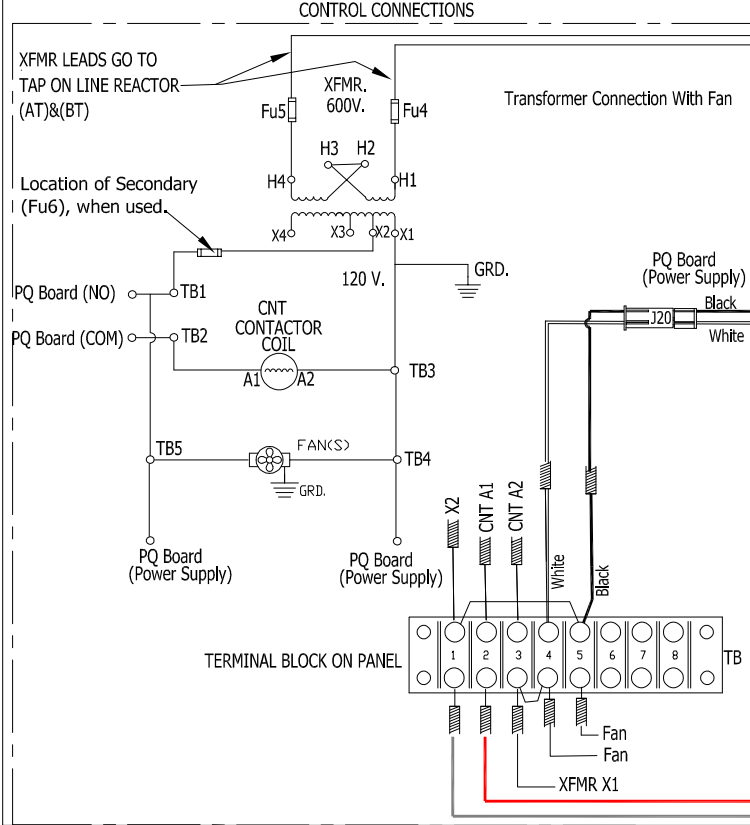 CONTROL CONNECTIONS
XFMR LEADS GO TO
TAP ON LINE REACTOR
(AT)&(BT)
XFMR.
600V.
Fu5
Fu4
Transformer Connection With Fan
H3
H2
H4
H1
Location of Secondary
(Fu6), when used.
X4
X3
X2
X1
120 V.
GRD.
PQ Board (NO)
TB1
PQ Board (COM)
TB2
CNT
CONTACTOR
COIL
A1
A2
TB3
TB5
FAN(S)
TB4
GRD.
PQ Board
(Power Supply)
PQ Board
(Power Supply)
PQ Board
(Power Supply)
Black
J20
White
X2
CNT A1
CNT A2
White
Black
TERMINAL BLOCK ON PANEL
1
2
3
4
5
6
7
8
TB
Fan
Fan
XFMR X1